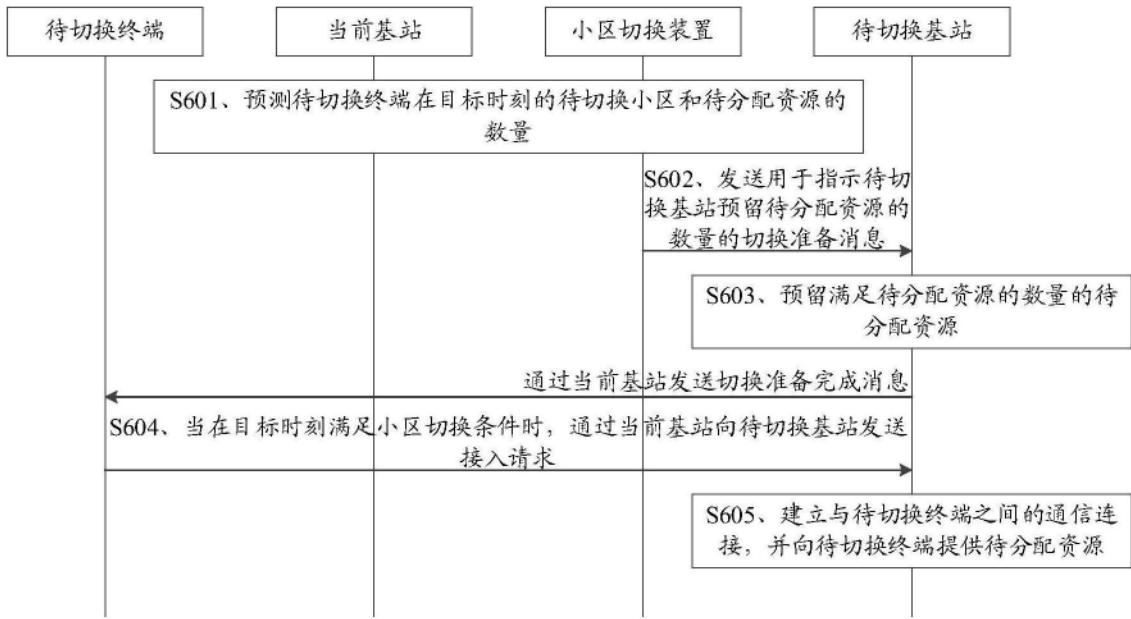 待切换终端
当前基站
小区切换装置
待切换基站
S601、预测待切换终端在目标时刻的待切换小区和待分配资源的
数量
S602、发送用于指示待切
换基站预留待分配资源的
数量的切换准备消息
S603、预留满足待分配资源的数量的待
分配资源
通过当前基站发送切换准备完成消息
S604、当在目标时刻满足小区切换条件时，通过当前基站向待切换基站发送
接入请求
S605、建立与待切换终端之间的通信连
接，并向待切换终端提供待分配资源